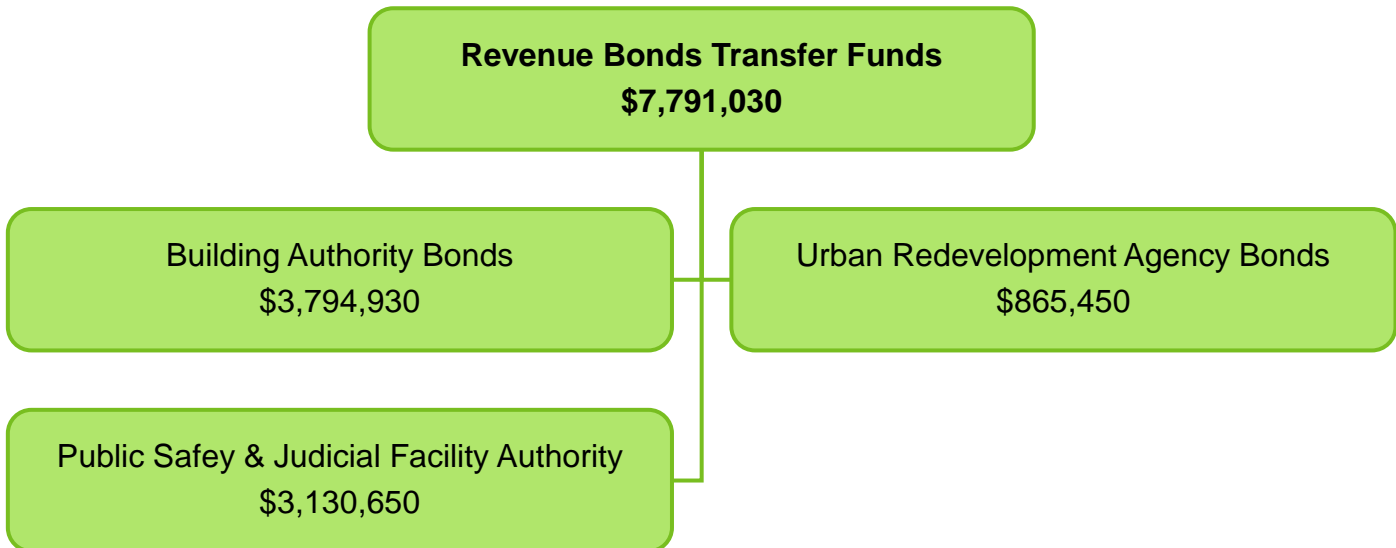 Revenue Bonds Transfer Funds
$7,791,030
Building Authority Bonds
$3,794,930
Urban Redevelopment Agency Bonds
$865,450
Public Safey & Judicial Facility Authority
$3,130,650